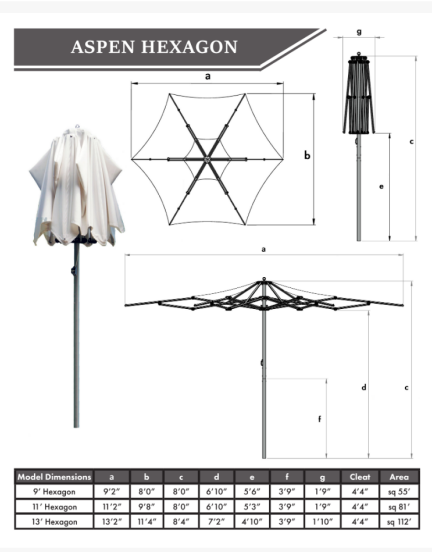 ASPEN HEXAGON
g
a
b
c
e
a
d
c
f
Model Dimensions a b c d e f g Cleat Area
9' Hexagon 9'2" 8'0" 8'0" 6'10" 5'6" 3'9" 1'9" 4'4" sq 55'
11' Hexagon 11'2" 9'8" 8'0" 6'10" 5'3" 3'9" 1'9" 4'4" sq 81'
13' Hexagon 13'2" 11'4" 8'4" 7'2" 4'10" 3'9" 1'10" 4'4" sq 112'